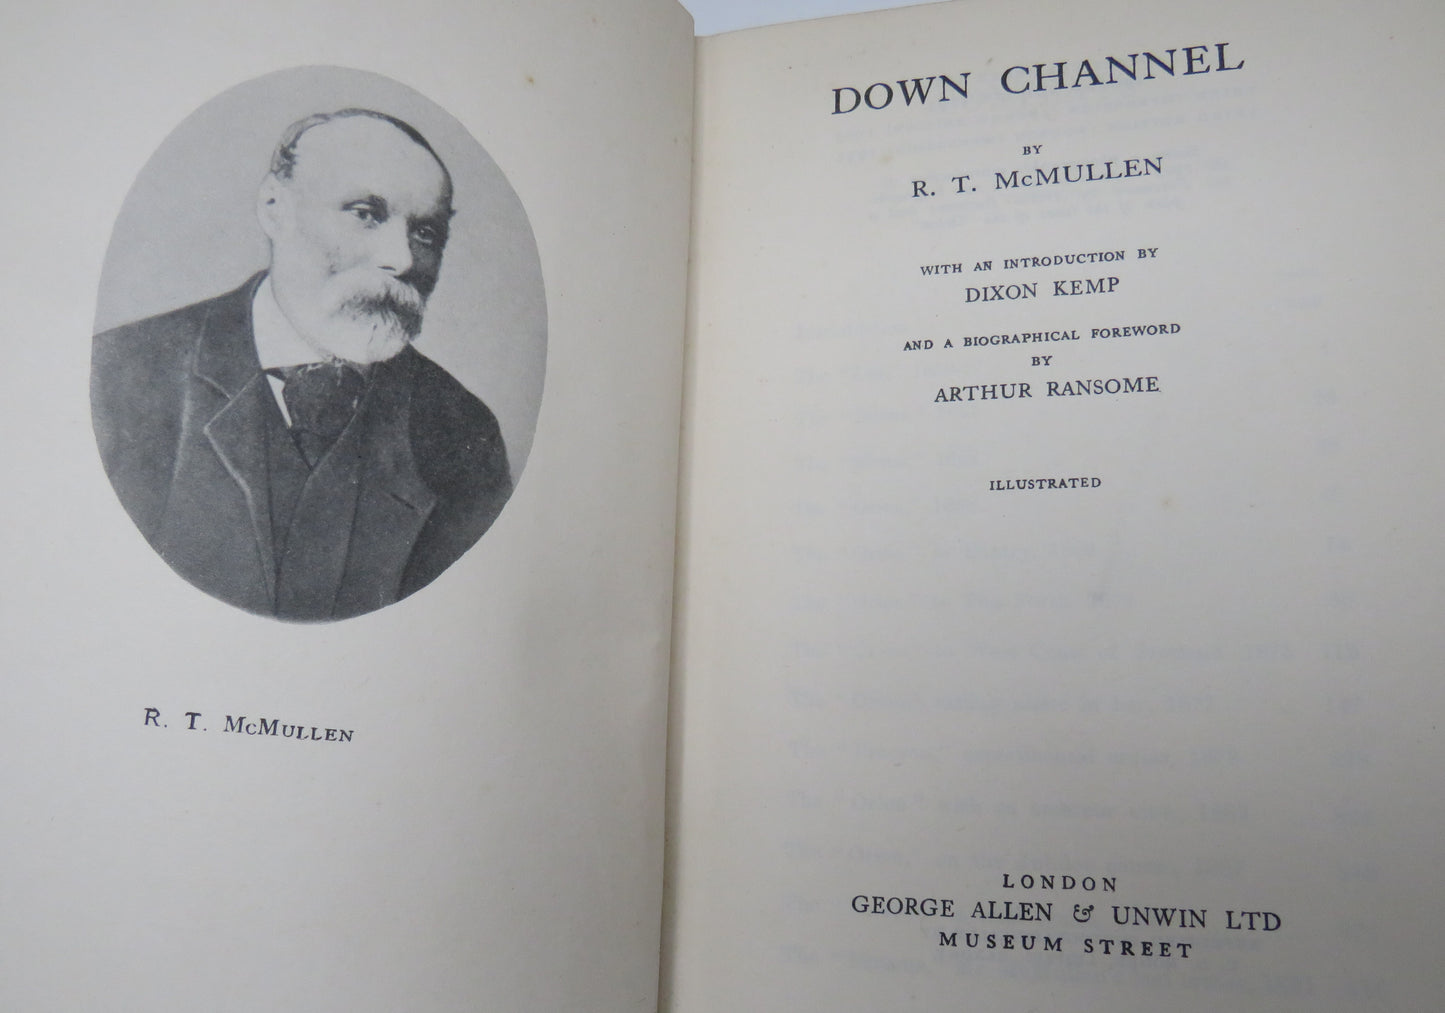 R. T. McMULLEN
DOWN CHANNEL
BY
R. T. McMULLEN
WITH AN INTRODUCTION BY
DIXON KEMP
AND A BIOGRAPHICAL FOREWORD
BY
ARTHUR RANSOME
ILLUSTRATED
LONDON
GEORGE ALLEN & UNWIN LTD
MUSEUM STREET